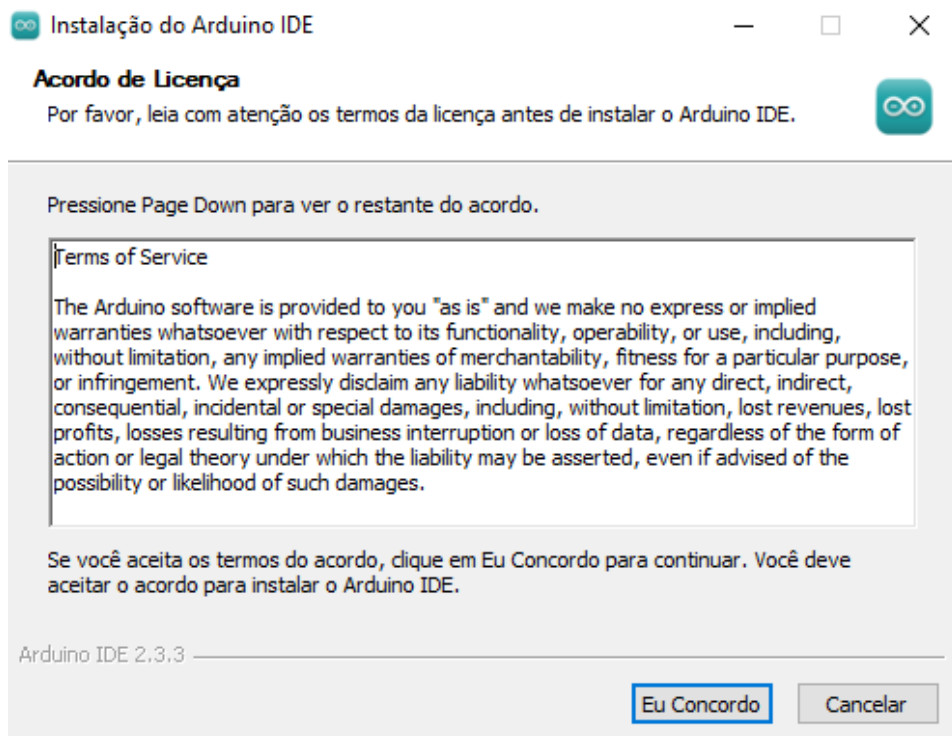 Instalação do Arduino IDE
Acordo de Licença
Por favor, leia com atenção os termos da licença antes de instalar o Arduino IDE.
Pressione Page Down para ver o restante do acordo.
Terms of Service
The Arduino software is provided to you "as is" and we make no express or implied
warranties whatsoever with respect to its functionality, operability, or use, including,
without limitation, any implied warranties of merchantability, fitness for a particular purpose,
or infringement. We expressly disclaim any liability whatsoever for any direct, indirect,
consequential, incidental or special damages, including, without limitation, lost revenues, lost
profits, losses resulting from business interruption or loss of data, regardless of the form of
action or legal theory under which the liability may be asserted, even if advised of the
possibility or likelihood of such damages.
Se você aceita os termos do acordo, clique em Eu Concordo para continuar. Você deve
aceitar o acordo para instalar o Arduino IDE.
Arduino IDE 2.3.3
Eu Concordo
Cancelar